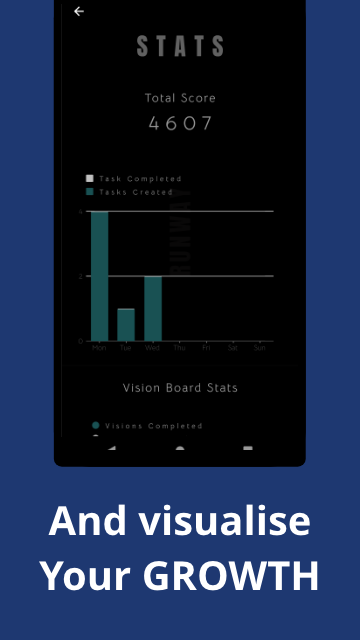 STATS
Total Score
4607
Task Completed
Tasks Created
RUNWAY
4
2
0
Mon Tue Wed Thu Fri Sat Sun
Vision Board Stats
Visions Completed
And visualise
Your GROWTH